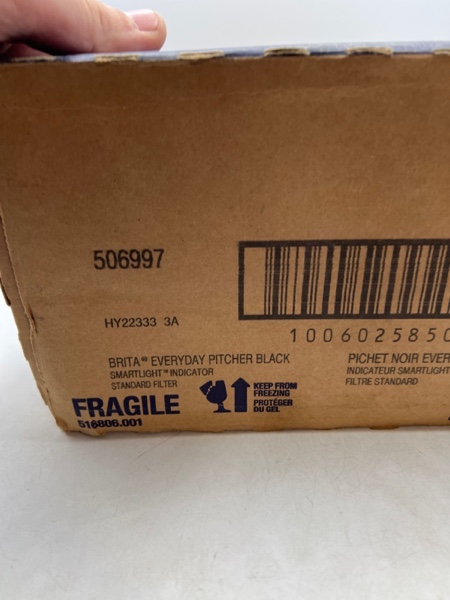 506997
1006025850
HY22333 3A
BRITA® EVERYDAY PITCHER BLACK
SMARTLIGHT™ INDICATOR
STANDARD FILTER
PICHET NOIR EVER
INDICATEUR SMARTLIGHT
FILTRE STANDARD
FRAGILE
516806.001
KEEP FROM
FREEZING
PROTÉGER
DU GEL